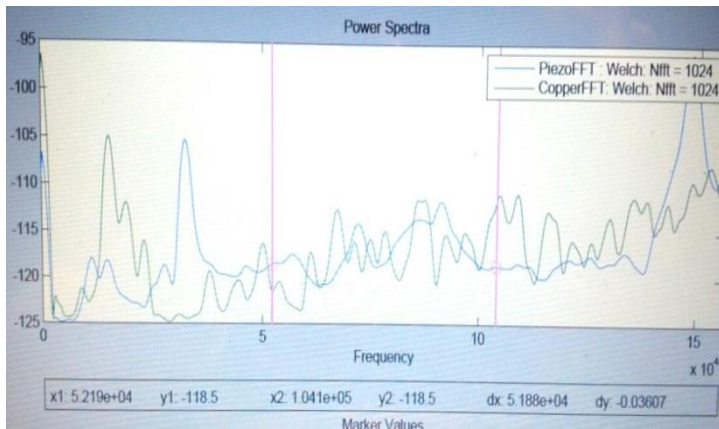 Power Spectra
PiezoFFT : Welch: Nfft = 1024
CopperFFT: Welch: Nfft = 1024
-95
-100
-105
-110
-115
-120
-125
0
5
10
15
x 10⁴
Frequency
x1: 5.219e+04 y1: -118.5 x2: 1.041e+05 y2: -118.5 dx: 5.188e+04 dy: -0.03607
Marker Values